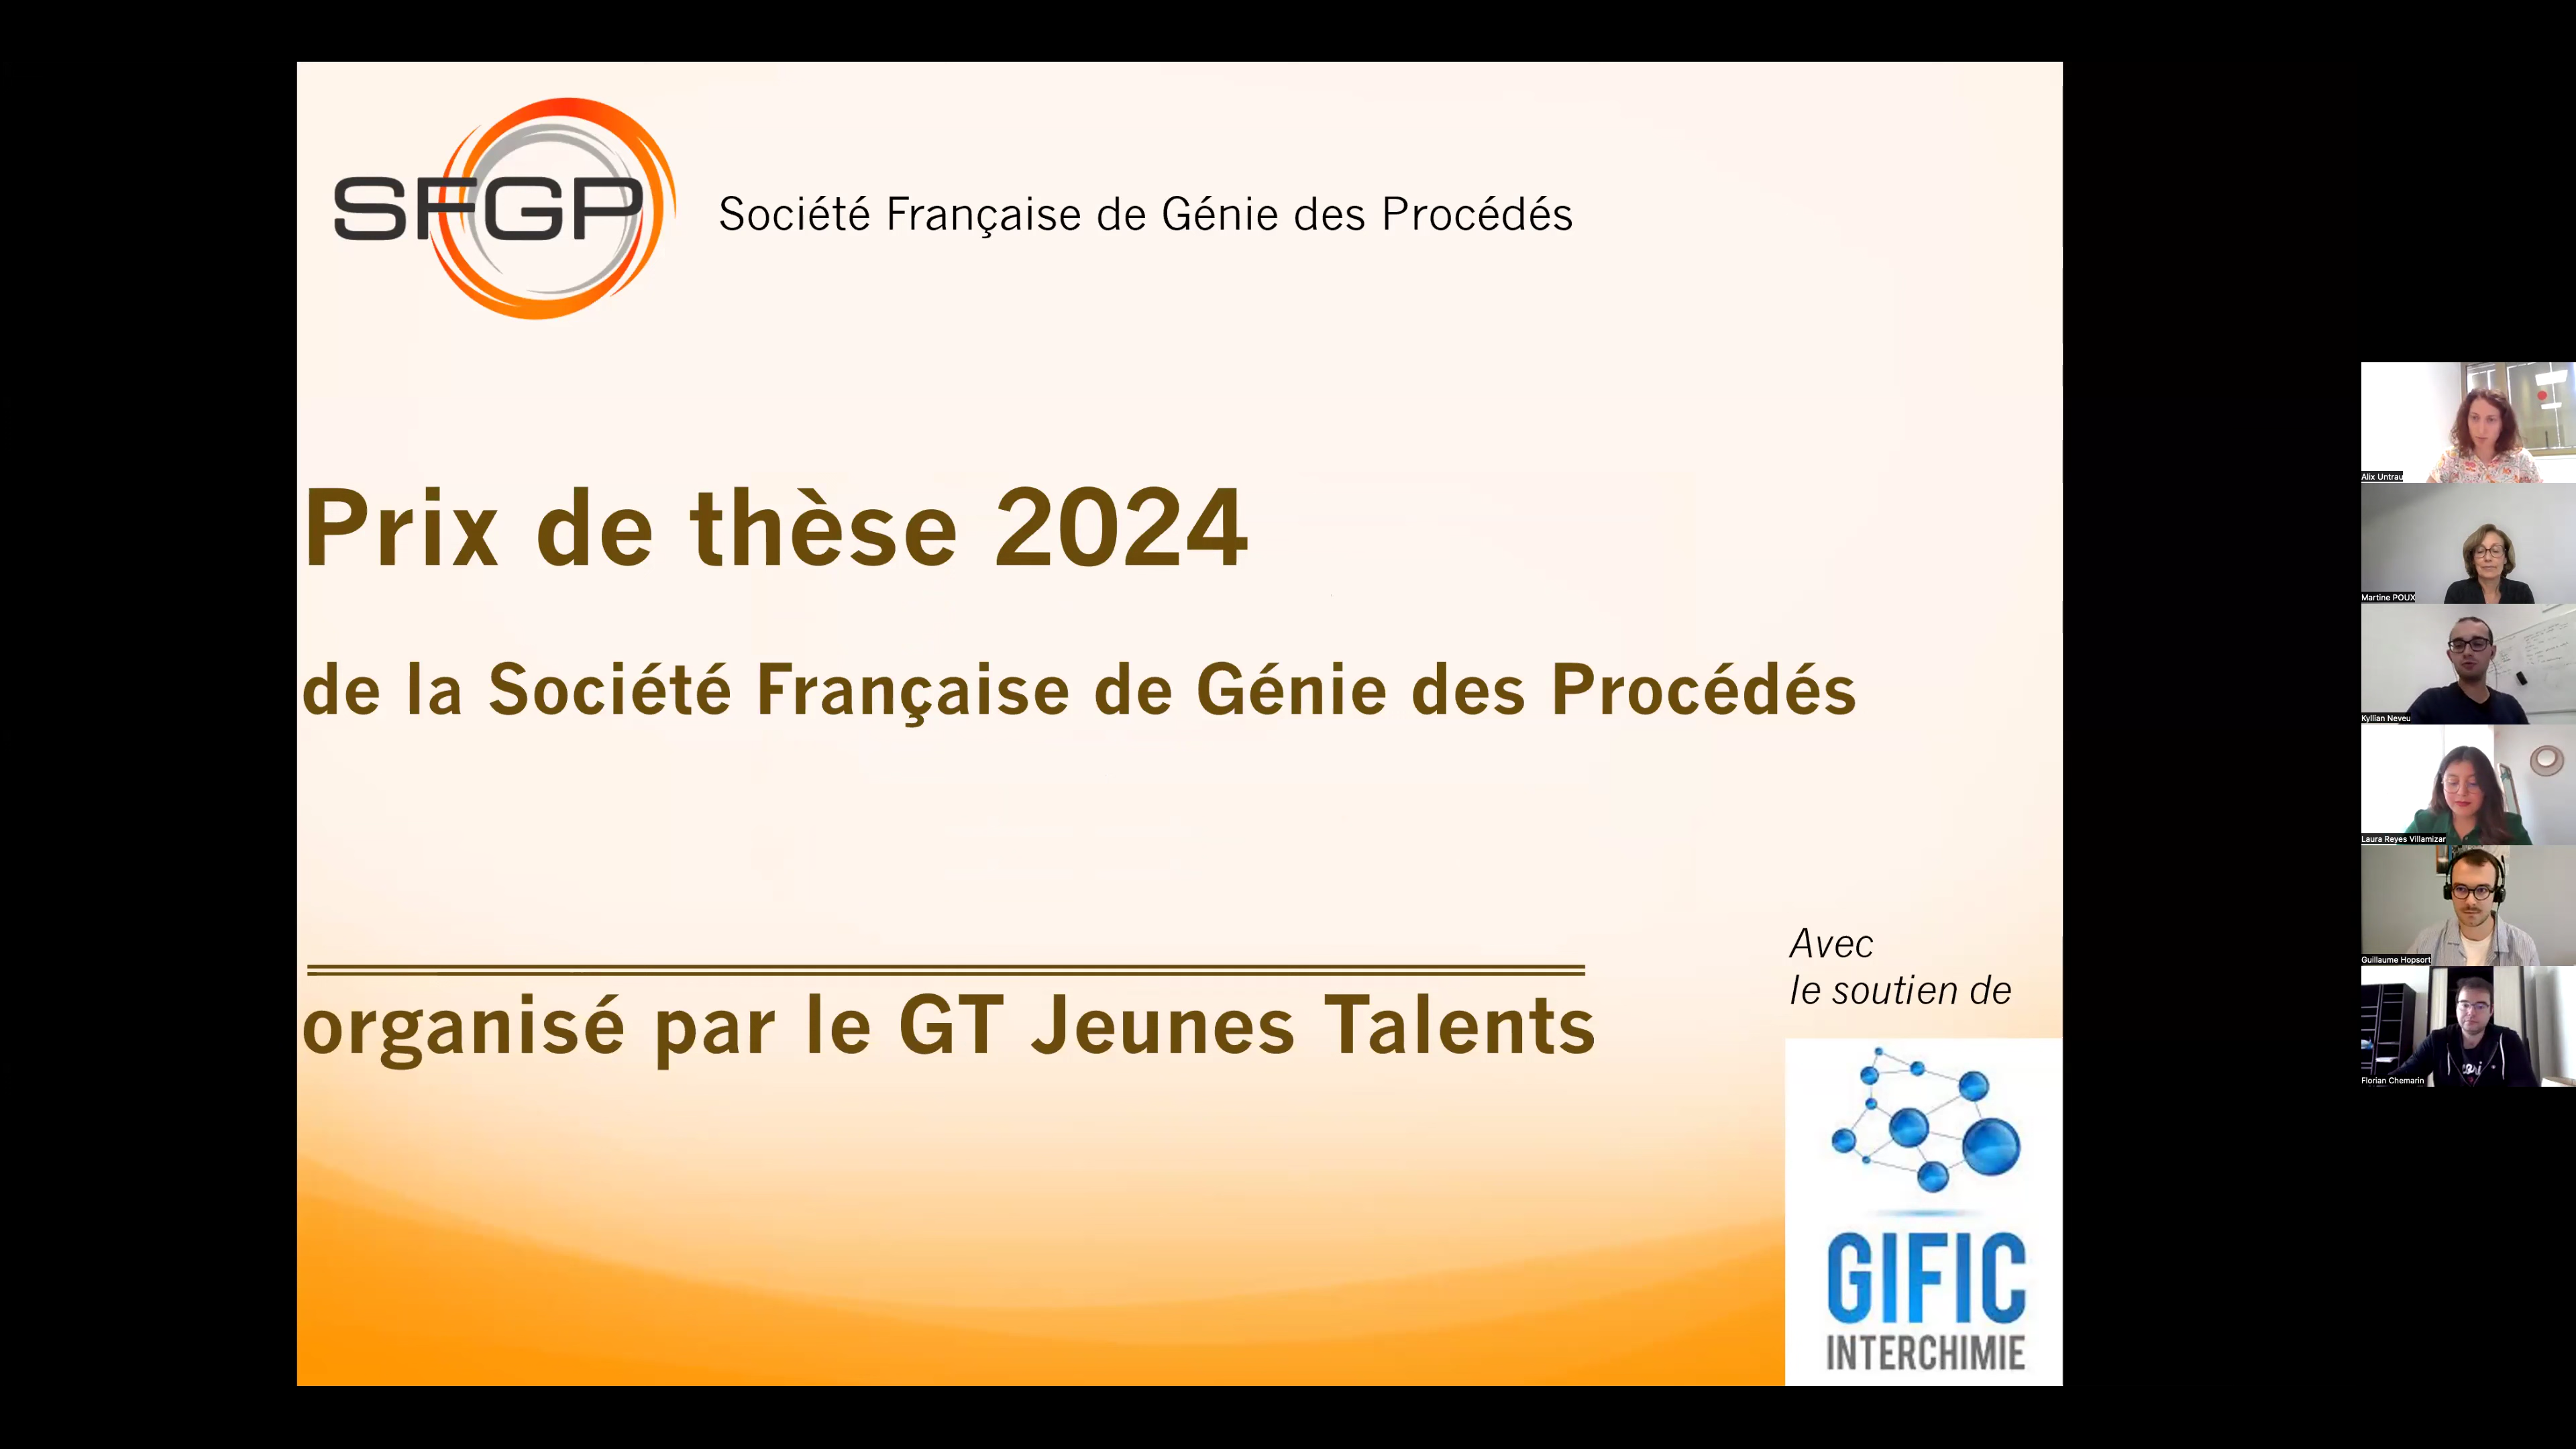 SFGP
Société Française de Génie des Procédés
Prix de thèse 2024
de la Société Française de Génie des Procédés
organisé par le GT Jeunes Talents
Avec
le soutien de
GIFIC
INTERCHIMIE
Alix Untrau
Martine POUX
Kyllian Neveu
Laura Reyes Villamizar
Guillaume Hopsort
Florian Chemarin